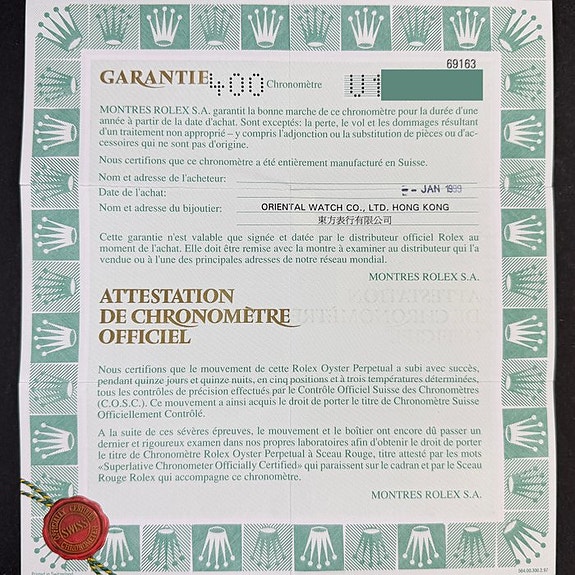 69163
GARANTIE 400 Chronomètre U1
MONTRES ROLEX S.A. garantit la bonne marche de ce chronomètre pour la durée d'une
année à partir de la date d'achat. Sont exceptés: la perte, le vol et les dommages résultant
d'un traitement non approprié – y compris l'adjonction ou la substitution de pièces ou d'ac-
cessoires qui ne sont pas d'origine.
Nous certifions que ce chronomètre a été entièrement manufacturé en Suisse.
Nom et adresse de l'acheteur:
Date de l'achat: - JAN 1999
Nom et adresse du bijoutier: ORIENTAL WATCH CO., LTD. HONG KONG
東方表行有限公司
Cette garantie n'est valable que signée et datée par le distributeur officiel Rolex au
moment de l'achat. Elle doit être remise avec la montre à examiner au distributeur qui l'a
vendue ou à l'une des principales adresses de notre réseau mondial.
MONTRES ROLEX S.A.
ATTESTATION
DE CHRONOMÈTRE
OFFICIEL
Nous certifions que le mouvement de cette Rolex Oyster Perpetual a subi avec succès,
pendant quinze jours et quinze nuits, en cinq positions et à trois températures déterminées,
tous les contrôles de précision effectués par le Contrôle Officiel Suisse des Chronomètres
(C.O.S.C.). Ce mouvement a ainsi acquis le droit de porter le titre de Chronomètre Suisse
Officiellement Contrôlé.
A la suite de ces sévères épreuves, le mouvement et le boîtier ont encore dû passer un
dernier et rigoureux examen dans nos propres laboratoires afin d'obtenir le droit de porter
le titre de Chronomètre Rolex Oyster Perpetual à Sceau Rouge, titre attesté par les mots
«Superlative Chronometer Officially Certified» qui paraissent sur le cadran et par le Sceau
Rouge Rolex qui accompagne ce chronomètre.
MONTRES ROLEX S.A.
SWISS
Printed in Switzerland
564.00.300.2.97